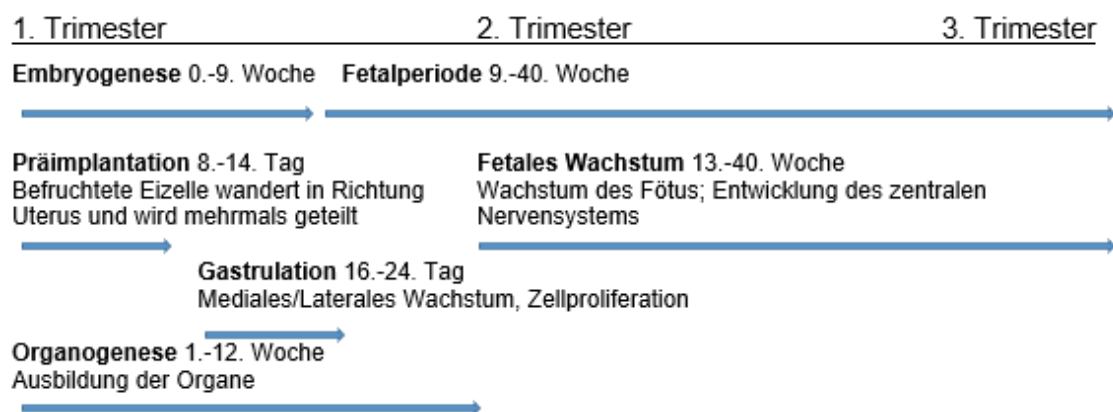 1. Trimester 2. Trimester 3. Trimester
Embryogenese 0.-9. Woche Fetalperiode 9.-40. Woche
Präimplantation 8.-14. Tag
Befruchtete Eizelle wandert in Richtung
Uterus und wird mehrmals geteilt
Fetales Wachstum 13.-40. Woche
Wachstum des Fötus; Entwicklung des zentralen
Nervensystems
Gastrulation 16.-24. Tag
Mediales/Laterales Wachstum, Zellproliferation
Organogenese 1.-12. Woche
Ausbildung der Organe